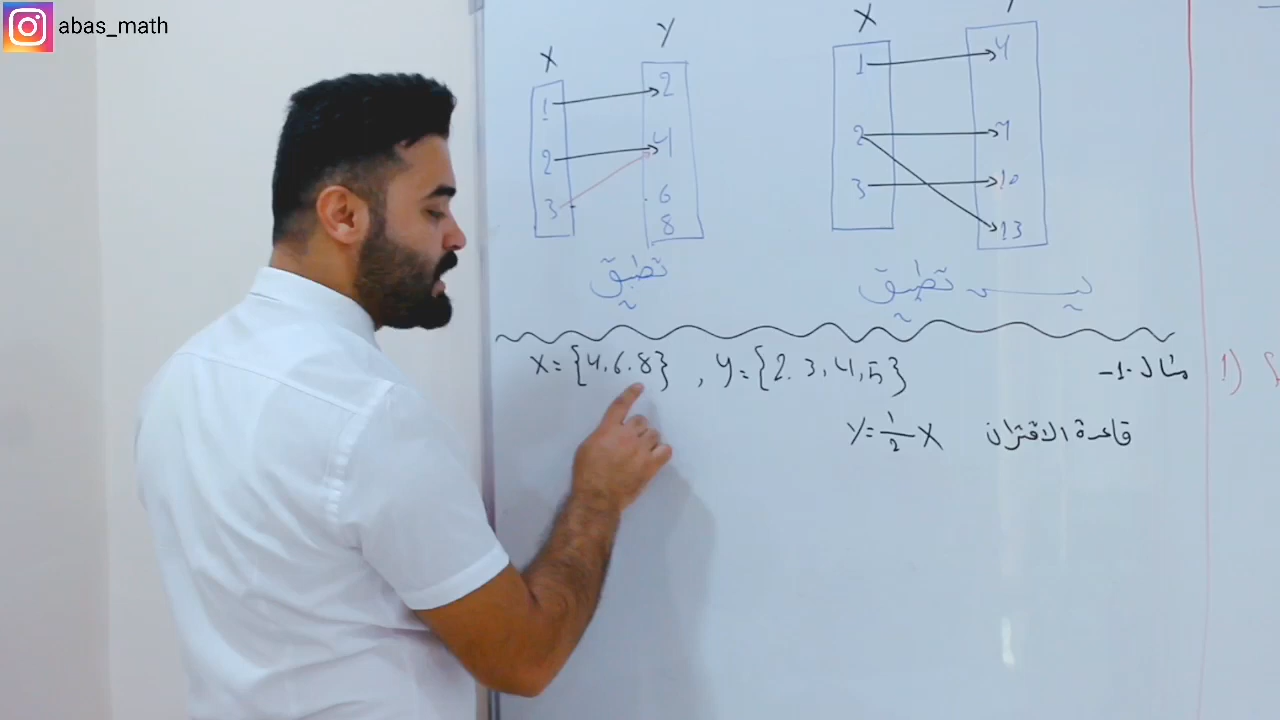 abas_math
X Y
1 2
2 4
3 6
8
تطبيق
X Y
1 4
2 7
3 10
13
ليس تطبيق
مثال 1-
X = {4, 6, 8} , y = {2, 3, 4, 5}
قاعدة الاقتران Y = 1/2 X
1)